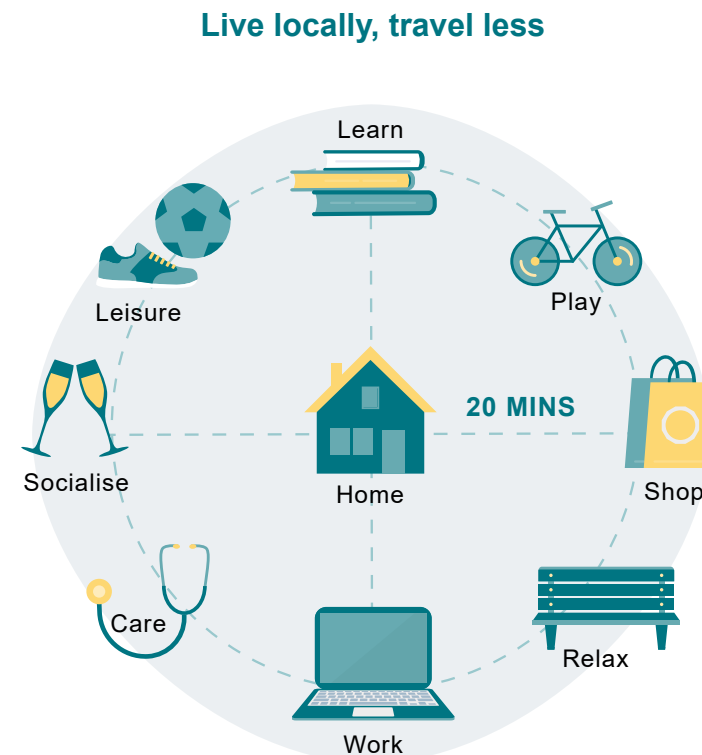 Live locally, travel less
Learn
Play
Leisure
20 MINS
Home
Socialise
Shop
Care
Relax
Work